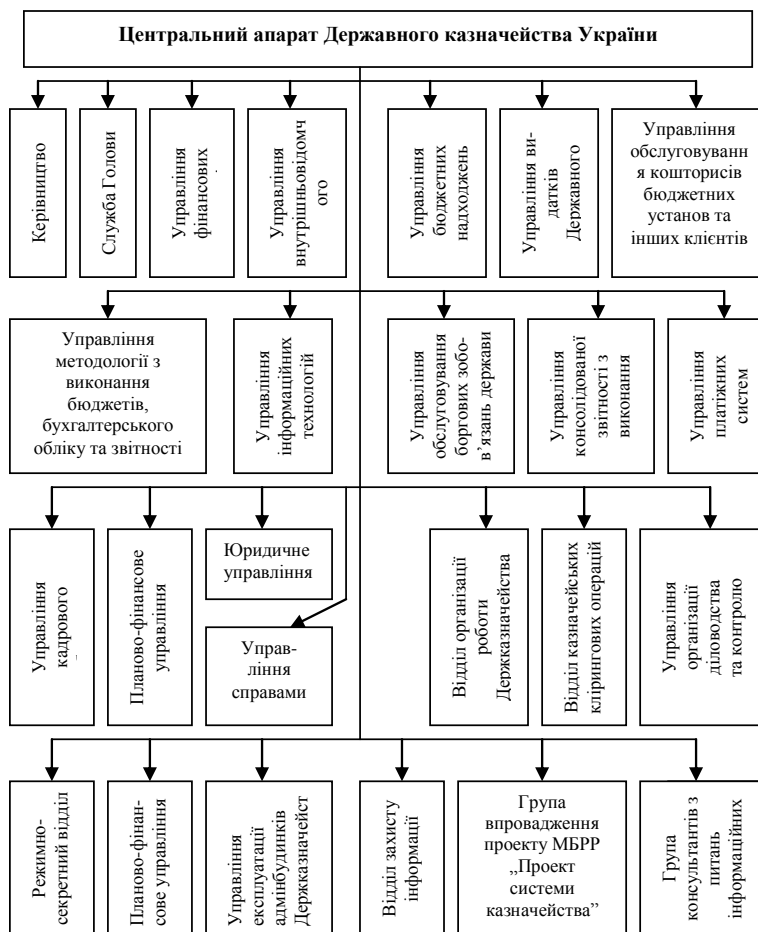 Центральний апарат Державного казначейства України
Керівництво
Служба Голови
Управління
фінансових
Управління
внутрішньовідомч
ого
Управління
бюджетних
надходжень
Управління ви-
датків
Державного
Управління
обслуговуванн
я кошторисів
бюджетних
установ та
інших клієнтів
Управління
методології з
виконання
бюджетів,
бухгалтерського
обліку та звітності
Управління
інформаційних
технологій
Управління
обслуговування
боргових зобо-
в’язань держави
Управління
консолідованої
звітності з
виконання
Управління
платіжних
систем
Управління
кадрового
Планово-фінансове
управління
Юридичне
управління
Управ-
ління
справами
Відділ організації
роботи
Держказначейства
Відділ казначейських
клірингових операцій
Управління
організації
діловодства
та контролю
Режимно-
секретний відділ
Планово-фінан-
сове управління
Управління
експлуатації
адмінбудинків
Держказначейст
Відділ захисту
інформації
Група
впровадження
проекту МБРР
„Проект
системи
казначейства”
Група
консультантів з
питань
інформаційних